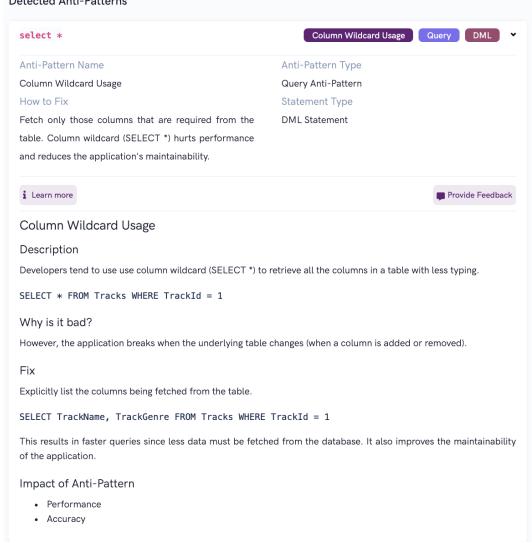 Detected Anti-Patterns
select * Column Wildcard Usage Query DML
Anti-Pattern Name Anti-Pattern Type
Column Wildcard Usage Query Anti-Pattern
How to Fix Statement Type
Fetch only those columns that are required from the DML Statement
table. Column wildcard (SELECT *) hurts performance
and reduces the application's maintainability.
Learn more Provide Feedback
Column Wildcard Usage
Description
Developers tend to use use column wildcard (SELECT *) to retrieve all the columns in a table with less typing.
SELECT * FROM Tracks WHERE TrackId = 1
Why is it bad?
However, the application breaks when the underlying table changes (when a column is added or removed).
Fix
Explicitly list the columns being fetched from the table.
SELECT TrackName, TrackGenre FROM Tracks WHERE TrackId = 1
This results in faster queries since less data must be fetched from the database. It also improves the maintainability
of the application.
Impact of Anti-Pattern
• Performance
• Accuracy